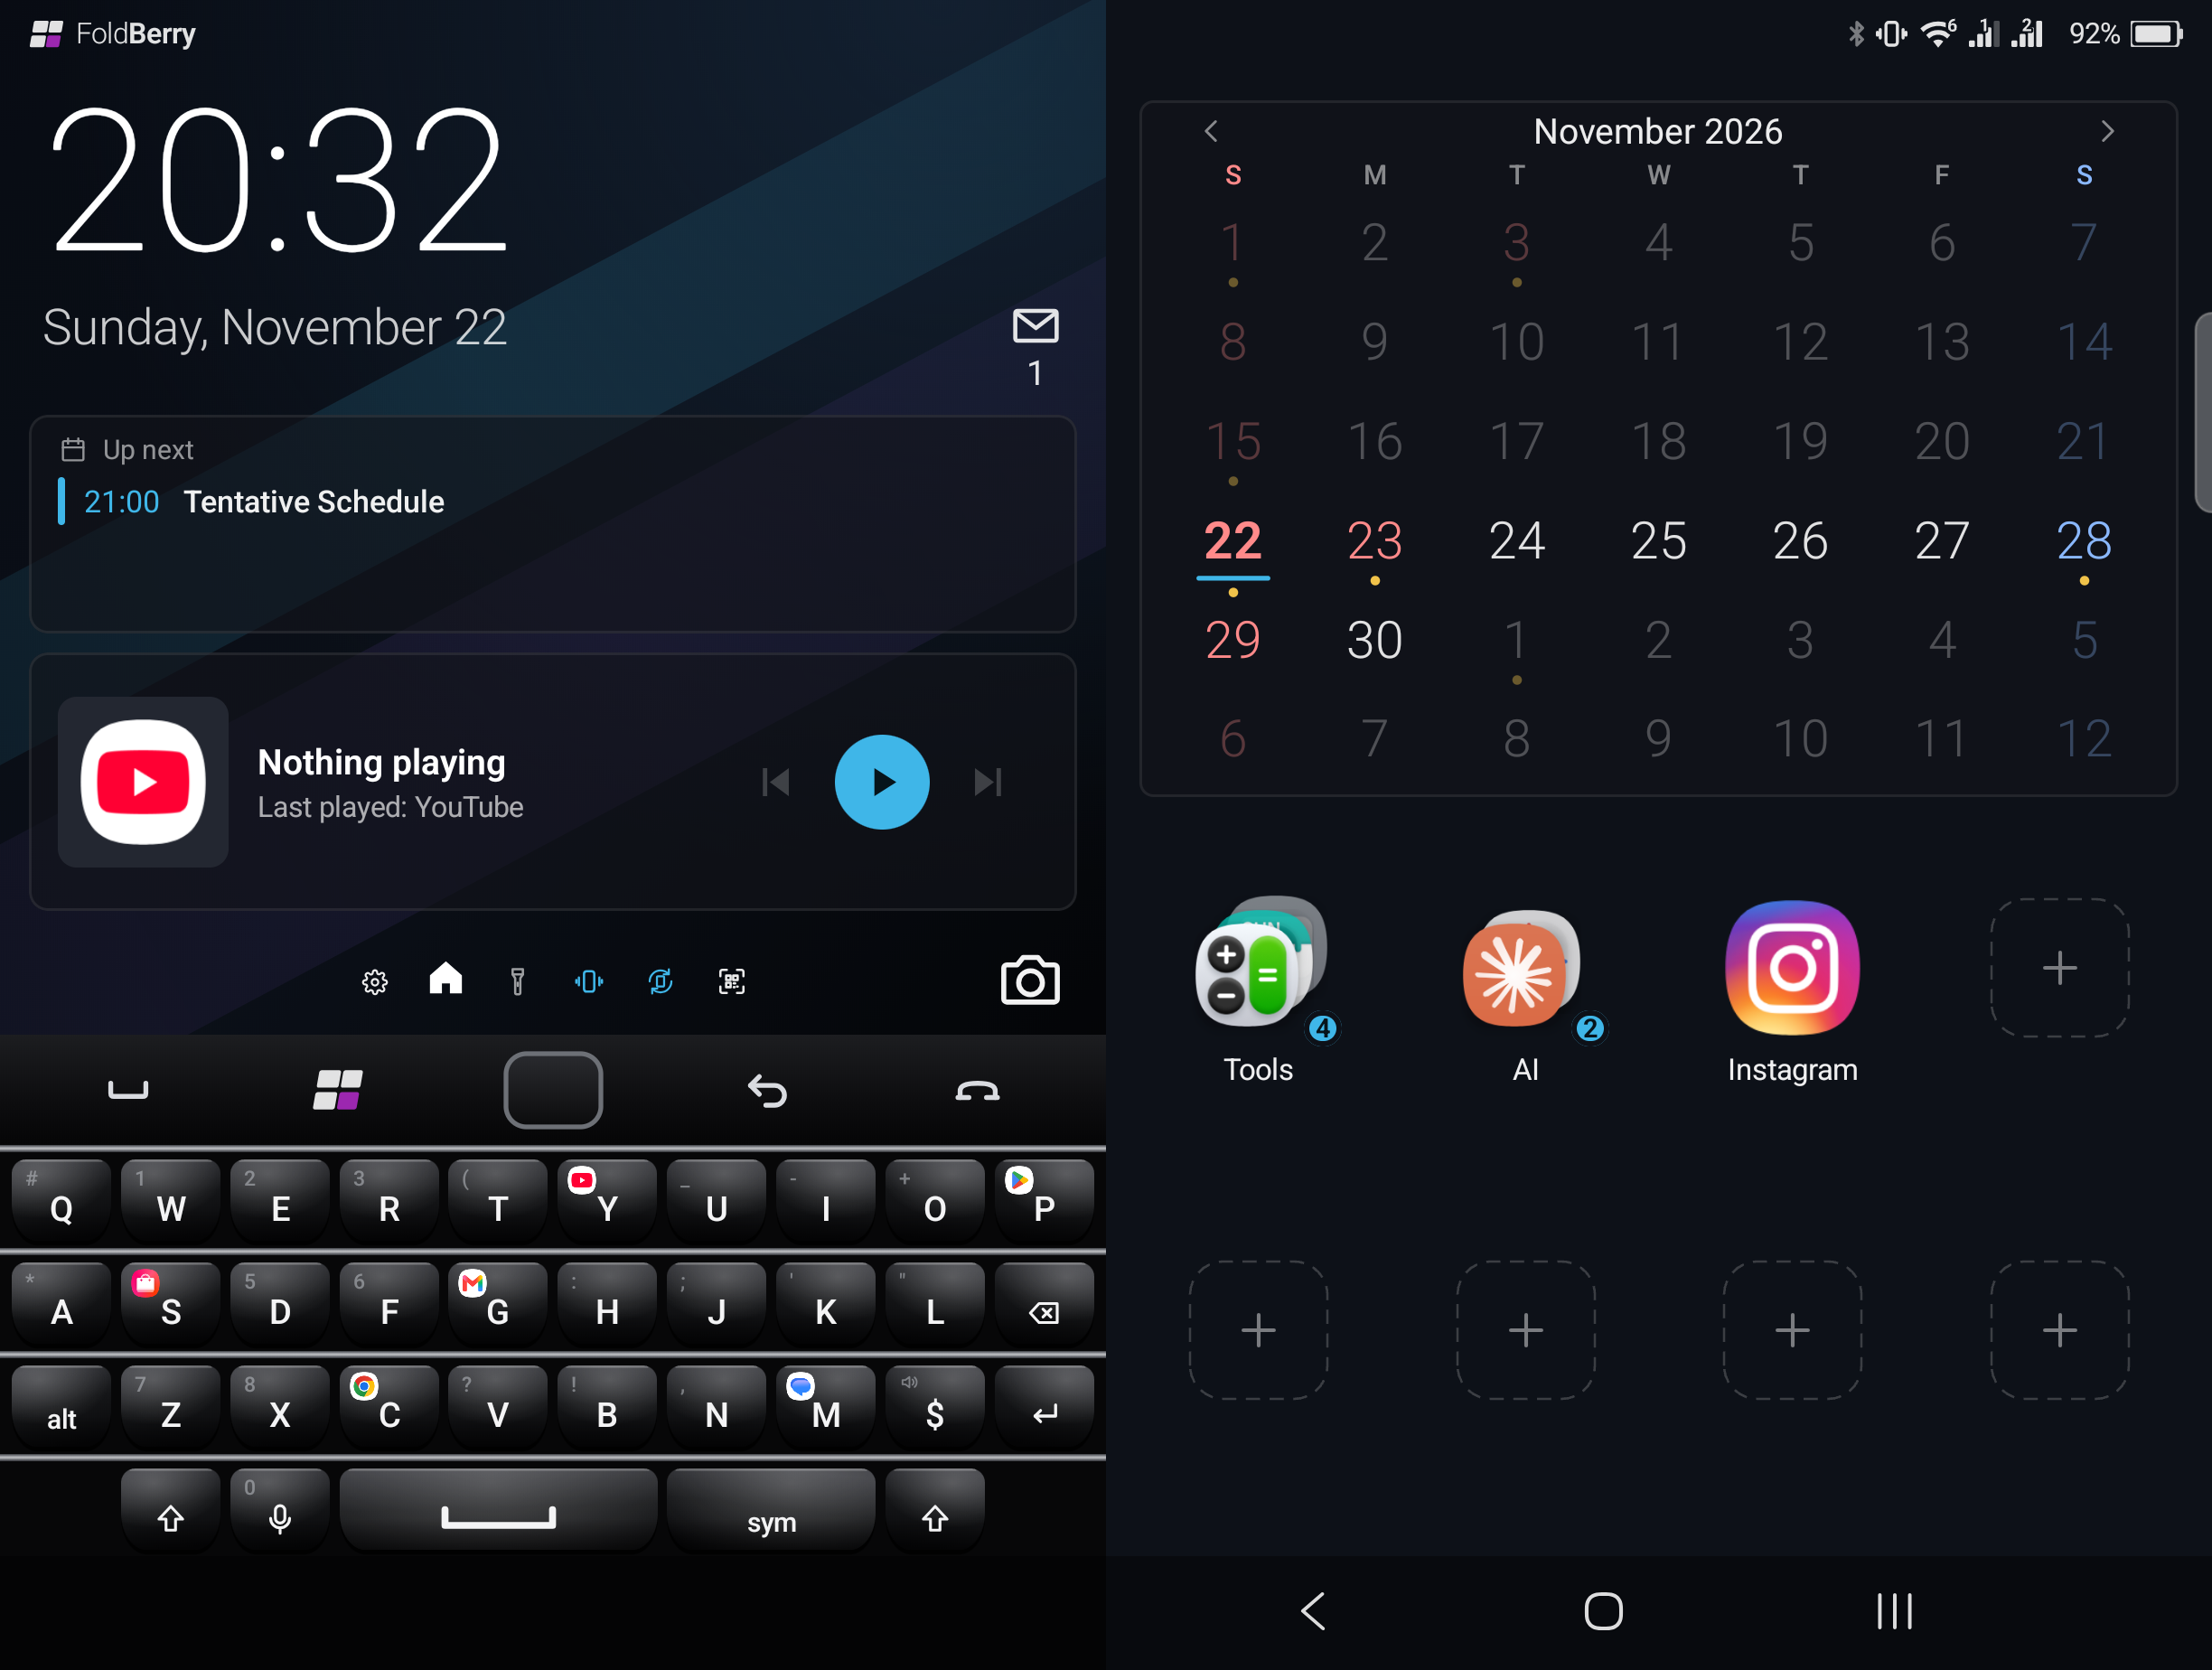 FoldBerry
20:32
Sunday, November 22
1
Up next
21:00 Tentative Schedule
Nothing playing
Last played: YouTube
# Q 1 W 2 E 3 R ( T Y _ U - I + O P
* A S 5 D 6 F G : H ; J ' K " L
alt 7 Z 8 X C ? V ! B , N M $
0 sym
6 1 2 92%
November 2026
S M T W T F S
1 2 3 4 5 6 7
8 9 10 11 12 13 14
15 16 17 18 19 20 21
22 23 24 25 26 27 28
29 30 1 2 3 4 5
6 7 8 9 10 11 12
4 2
Tools AI Instagram